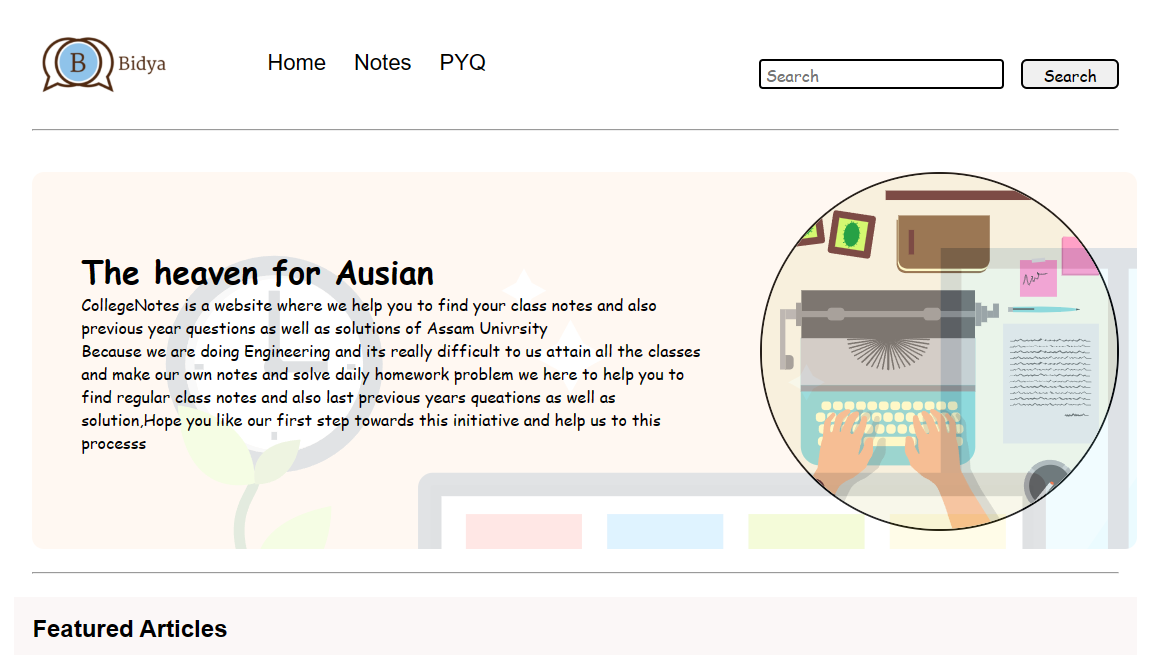 B Bidya
Home Notes PYQ
Search Search
The heaven for Ausian
CollegeNotes is a website where we help you to find your class notes and also
previous year questions as well as solutions of Assam Univrsity
Because we are doing Engineering and its really difficult to us attain all the classes
and make our own notes and solve daily homework problem we here to help you to
find regular class notes and also last previous years queations as well as
solution,Hope you like our first step towards this initiative and help us to this
processs
Featured Articles